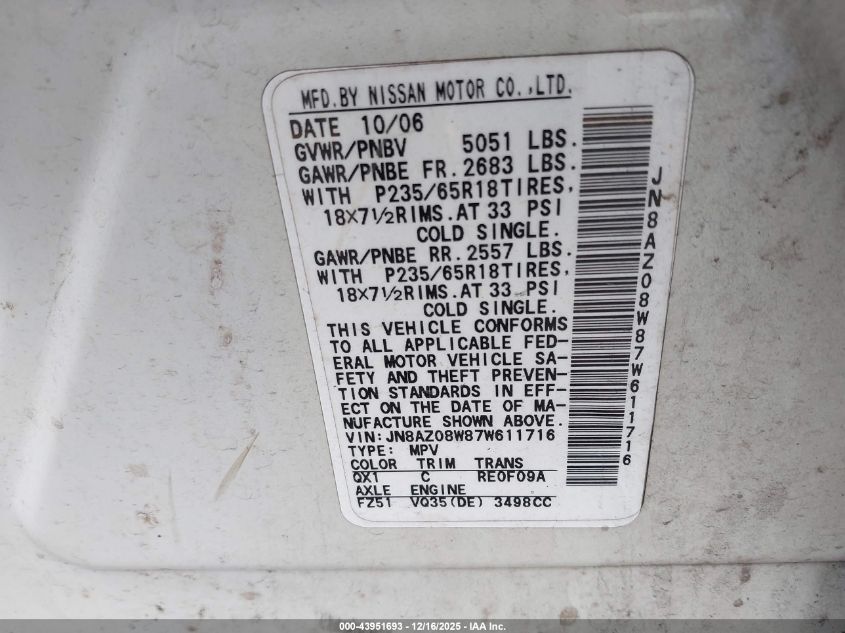 MFD.BY NISSAN MOTOR CO.,LTD.
DATE 10/06
GVWR/PNBV 5051 LBS.
GAWR/PNBE FR.2683 LBS.
WITH P235/65R18TIRES,
18X7½RIMS.AT 33 PSI
COLD SINGLE.
GAWR/PNBE RR.2557 LBS.
WITH P235/65R18TIRES,
18X7½RIMS.AT 33 PSI
COLD SINGLE.
THIS VEHICLE CONFORMS
TO ALL APPLICABLE FED-
ERAL MOTOR VEHICLE SA-
FETY AND THEFT PREVEN-
TION STANDARDS IN EFF-
ECT ON THE DATE OF MA-
NUFACTURE SHOWN ABOVE.
VIN:JN8AZ08W87W611716
TYPE: MPV
COLOR TRIM TRANS
QX1 C RE0F09A
AXLE ENGINE
FZ51 VQ35(DE) 3498CC
JN8AZ08W87W611716
000-43951693 - 12/16/2025 - IAA Inc.